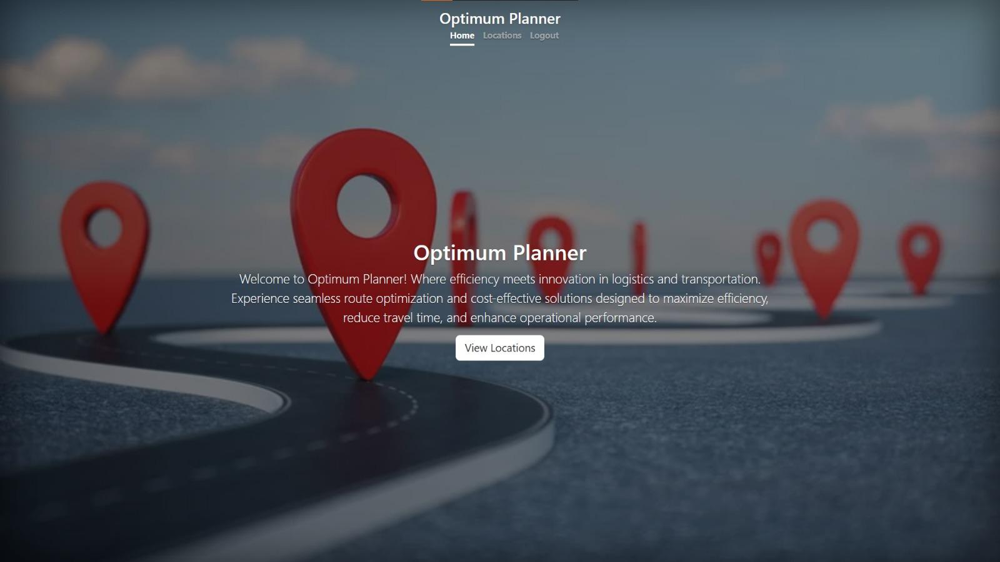 Optimum Planner
Home Locations Logout
Optimum Planner
Welcome to Optimum Planner! Where efficiency meets innovation in logistics and transportation.
Experience seamless route optimization and cost-effective solutions designed to maximize efficiency,
reduce travel time, and enhance operational performance.
View Locations